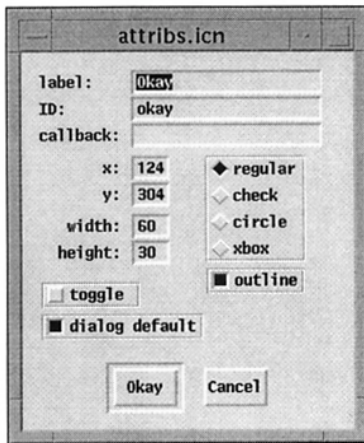 attribs.icn
label: Okay
ID: okay
callback:
x: 124
y: 304
width: 60
height: 30
regular
check
circle
xbox
outline
toggle
dialog default
Okay Cancel